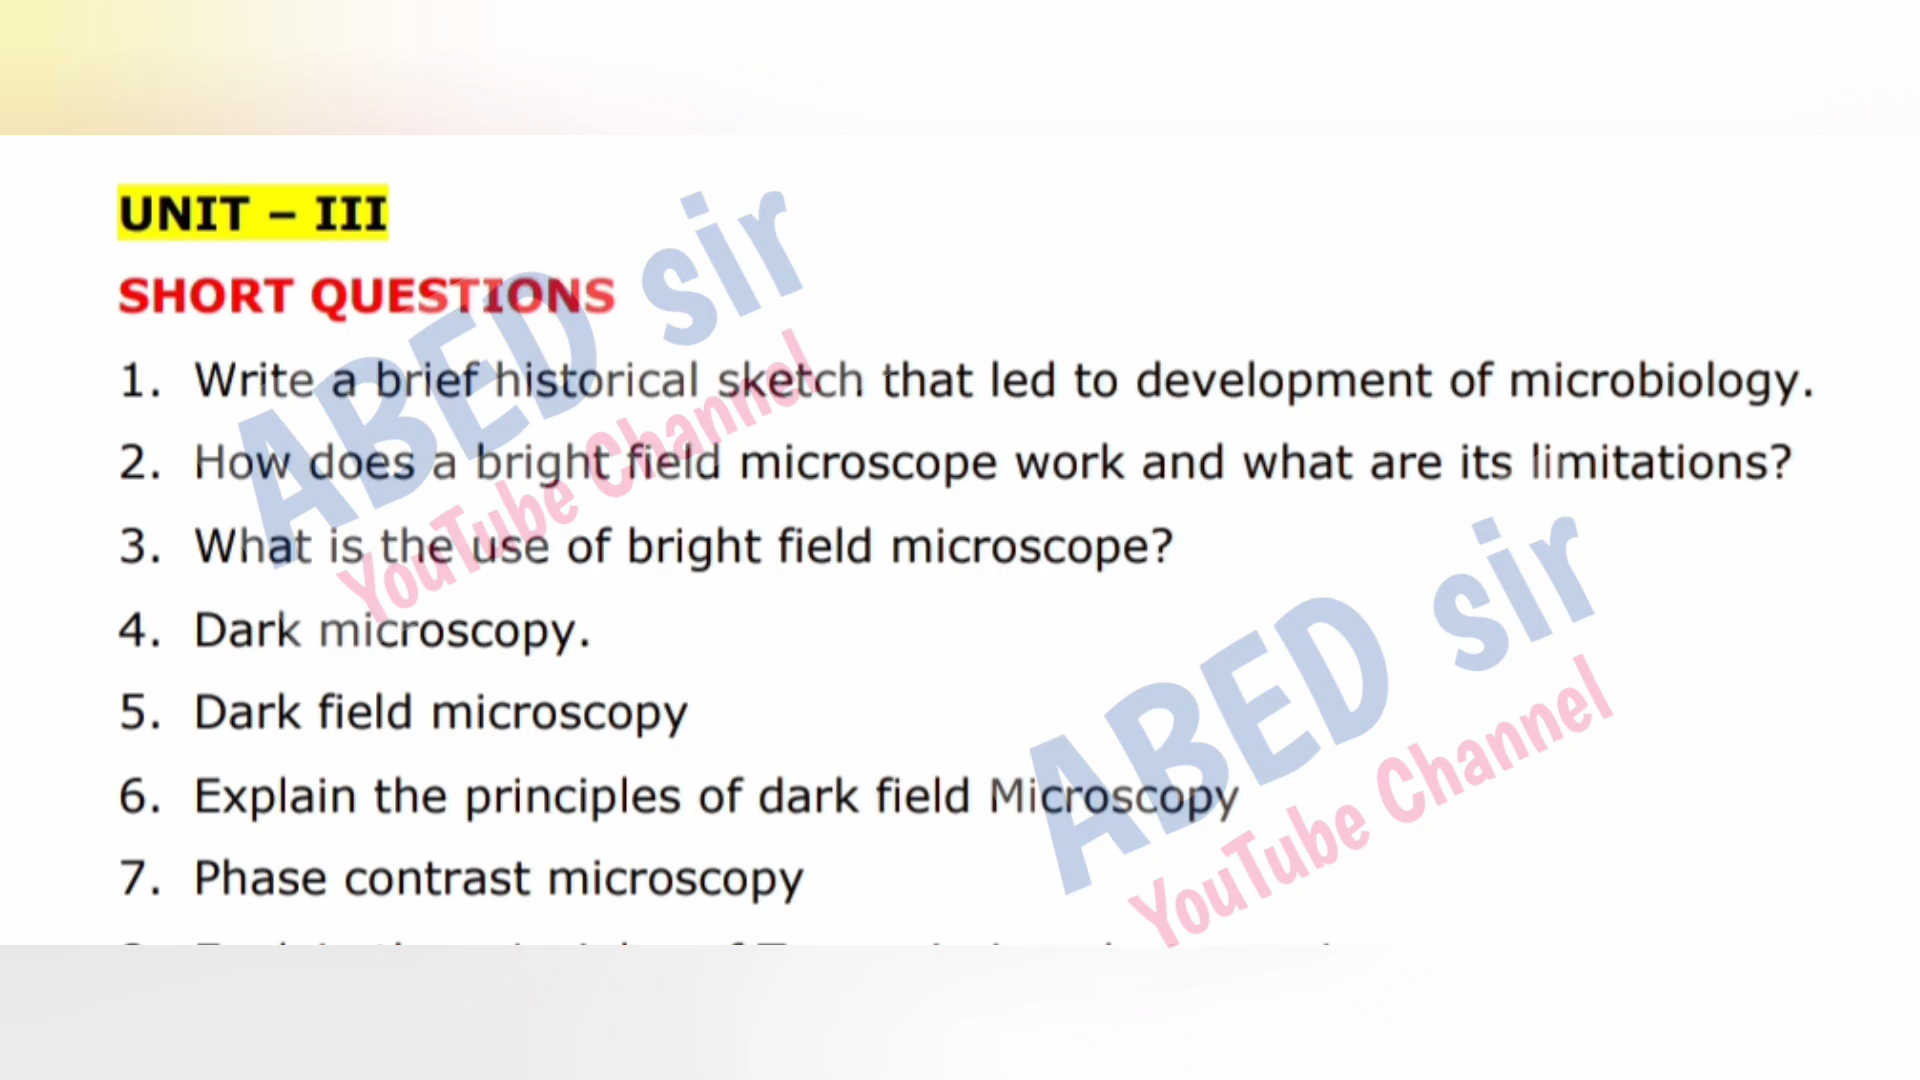 UNIT – III
SHORT QUESTIONS
1. Write a brief historical sketch that led to development of microbiology.
2. How does a bright field microscope work and what are its limitations?
3. What is the use of bright field microscope?
4. Dark microscopy.
5. Dark field microscopy
6. Explain the principles of dark field Microscopy
7. Phase contrast microscopy
ABED sir
YouTube Channel
ABED sir
YouTube Channel